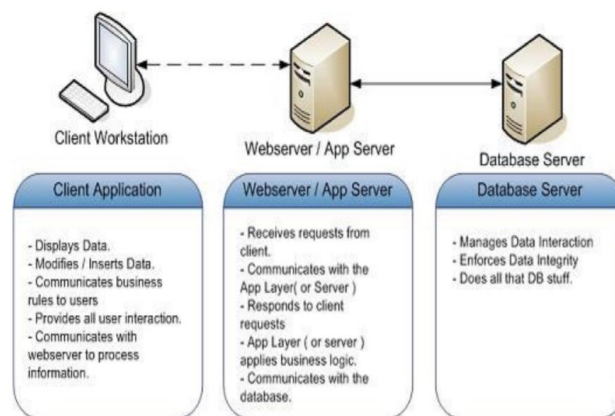 Client Workstation
Webserver / App Server
Database Server
Client Application
- Displays Data.
- Modifies / Inserts Data.
- Communicates business
rules to users
- Provides all user interaction.
- Communicates with
webserver to process
information.
Webserver / App Server
- Receives requests from
client.
- Communicates with the
App Layer( or Server )
- Responds to client
requests
- App Layer ( or server )
applies business logic.
- Communicates with the
database.
Database Server
- Manages Data Interaction
- Enforces Data Integrity
- Does all that DB stuff.